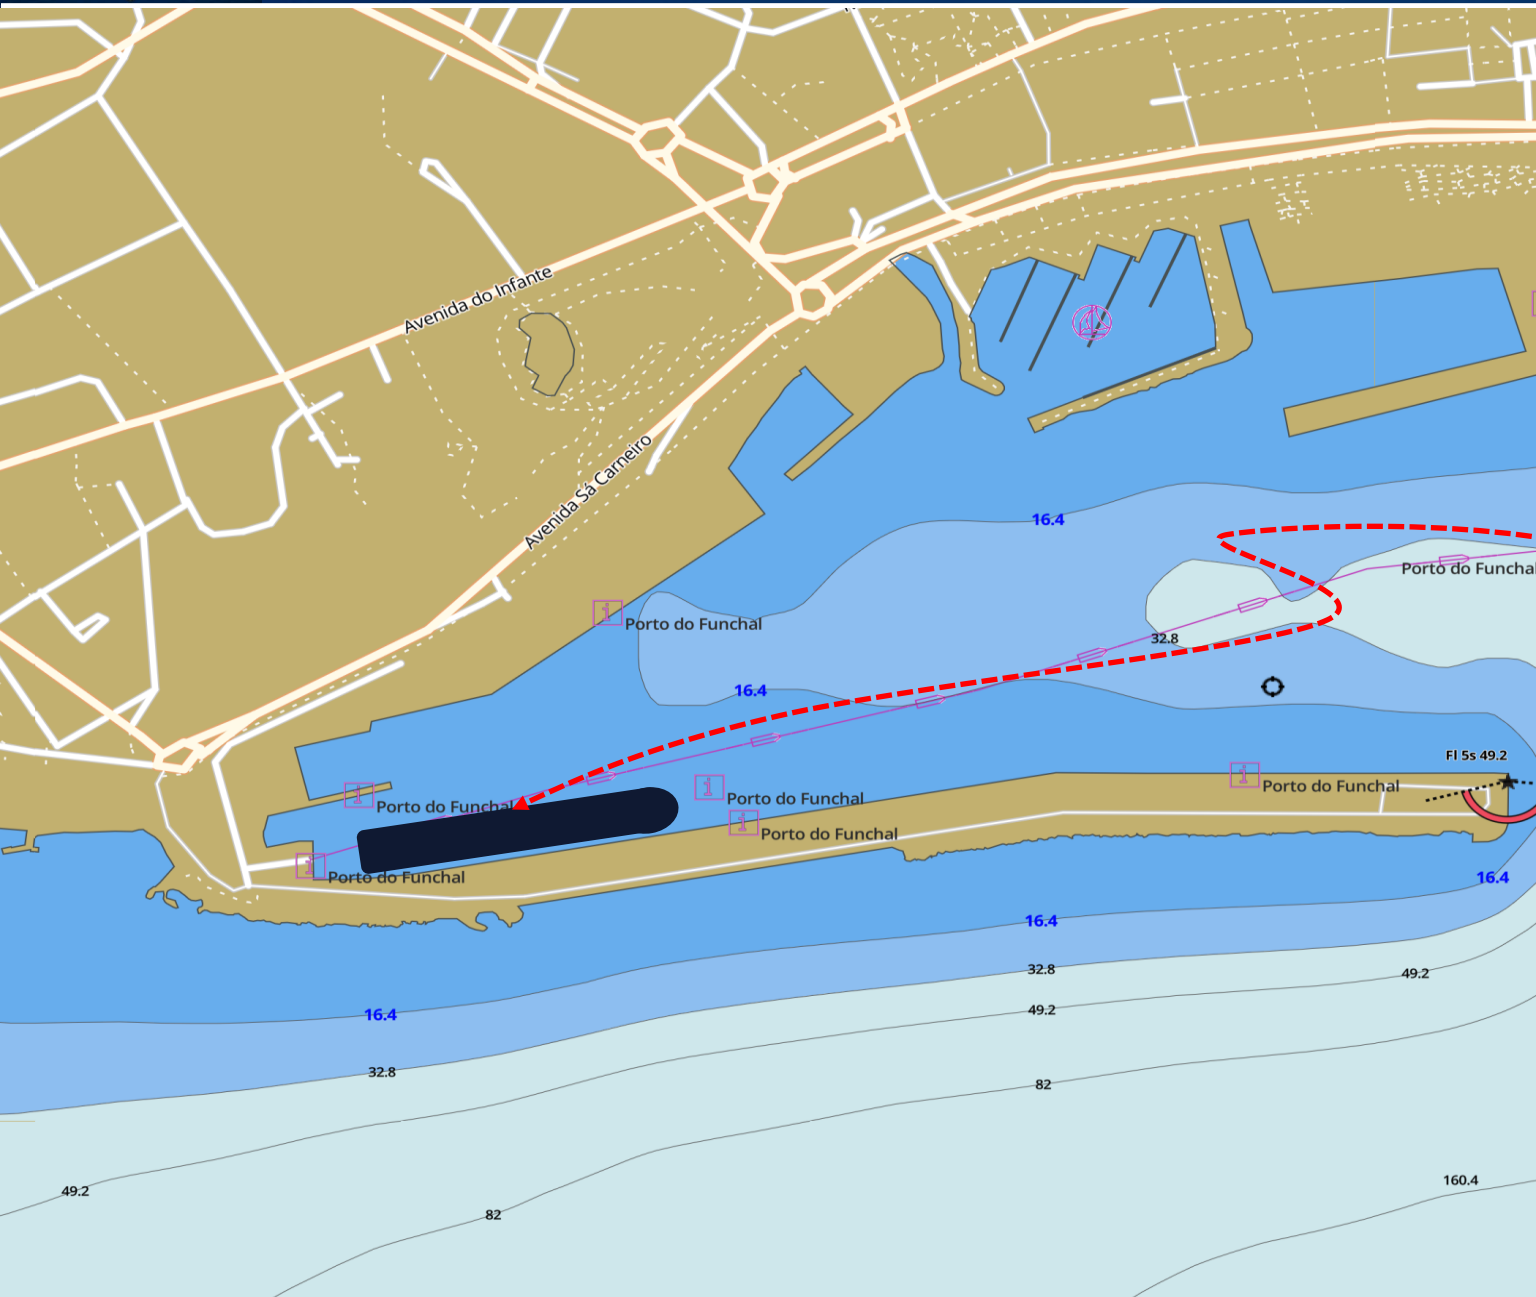 Avenida do Infante
Avenida Sá Carneiro
16.4
Porto do Funchal
Porto do Funchal
32.8
16.4
Fl 5s 49.2
Porto do Funchal
Porto do Funchal
Porto do Funchal
Porto do Funchal
Porto do Funchal
16.4
16.4
32.8
49.2
49.2
16.4
32.8
82
160.4
49.2
82